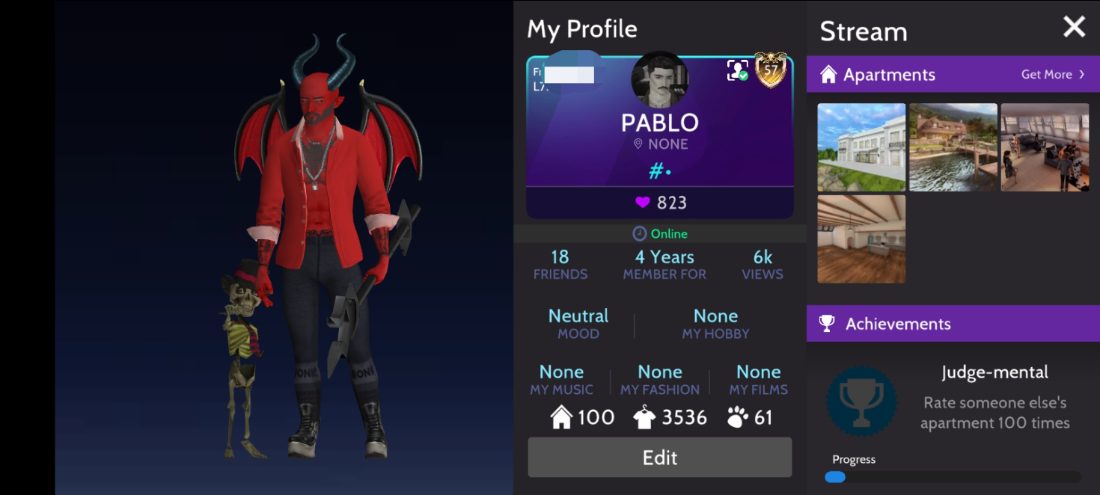 My Profile
57
PABLO
NONE
#•
823
Online
18
FRIENDS
4 Years
MEMBER FOR
6k
VIEWS
Neutral
MOOD
None
MY HOBBY
None
MY MUSIC
None
MY FASHION
None
MY FILMS
100
3536
61
Edit
Stream
Apartments
Get More
Achievements
Judge-mental
Rate someone else's
apartment 100 times
Progress